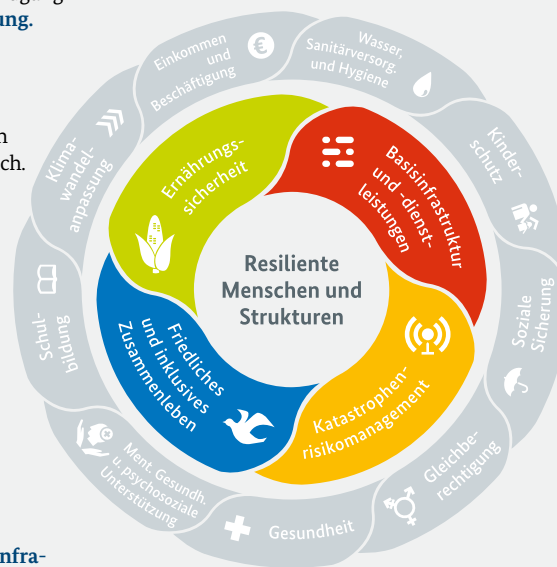 ung.
ch.
Einkommen
und
Beschäftigung
Wasser,
Sanitärversorg.
und Hygiene
Kinder-
schutz
Soziale
Sicherung
Gleichbe-
rechtigung
Gesundheit
Ment. Gesundh.
u. psychosoziale
Unterstützung
Schul-
bildung
Klima-
wandel-
anpassung
Ernährungs-
sicherheit
Basisinfrastruktur
und -dienst-
leistungen
Katastrophen-
risikomanagement
Friedliches
und inklusives
Zusammenleben
Resiliente
Menschen und
Strukturen
nfra-